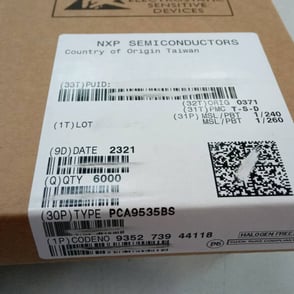 SENSITIVE
DEVICES
NXP SEMICONDUCTORS
Country of Origin Taiwan
(33T)PUID:
(32T)ORIG 0371
(31T)PMC T-S-D
(31P) MSL/PBT 1/240
MSL/PBT 1/260
(1T)LOT
(9D)DATE 2321
(Q)QTY 6000
(30P)TYPE PCA9535BS
(1P)CODENO 9352 739 44118
HALOGEN FREE